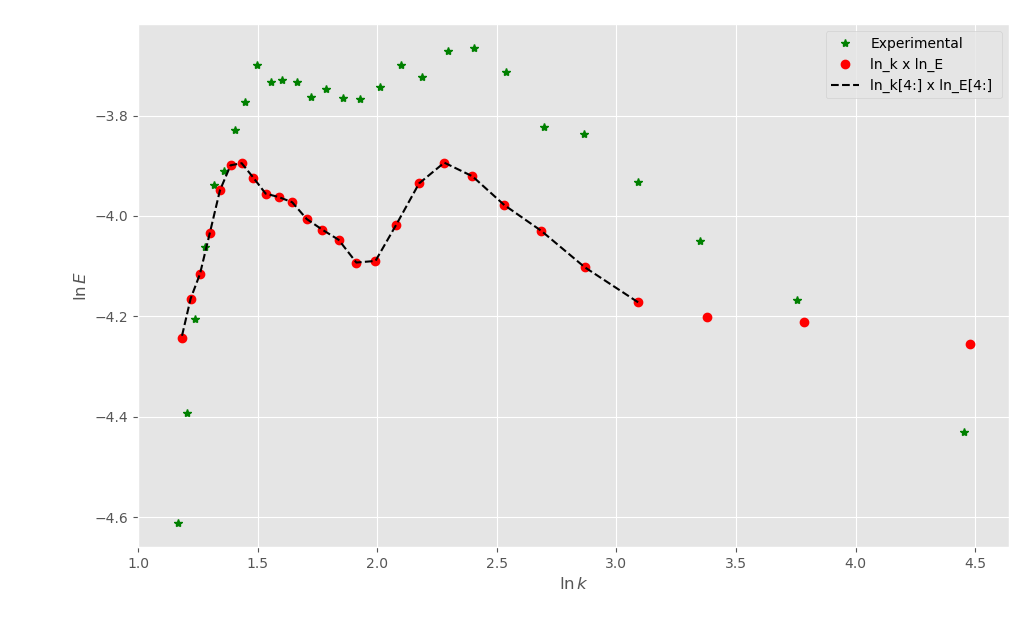 Experimental
ln_k x ln_E
ln_k[4:] x ln_E[4:]
ln E
−3.8
−4.0
−4.2
−4.4
−4.6
1.0 1.5 2.0 2.5 3.0 3.5 4.0 4.5
ln k